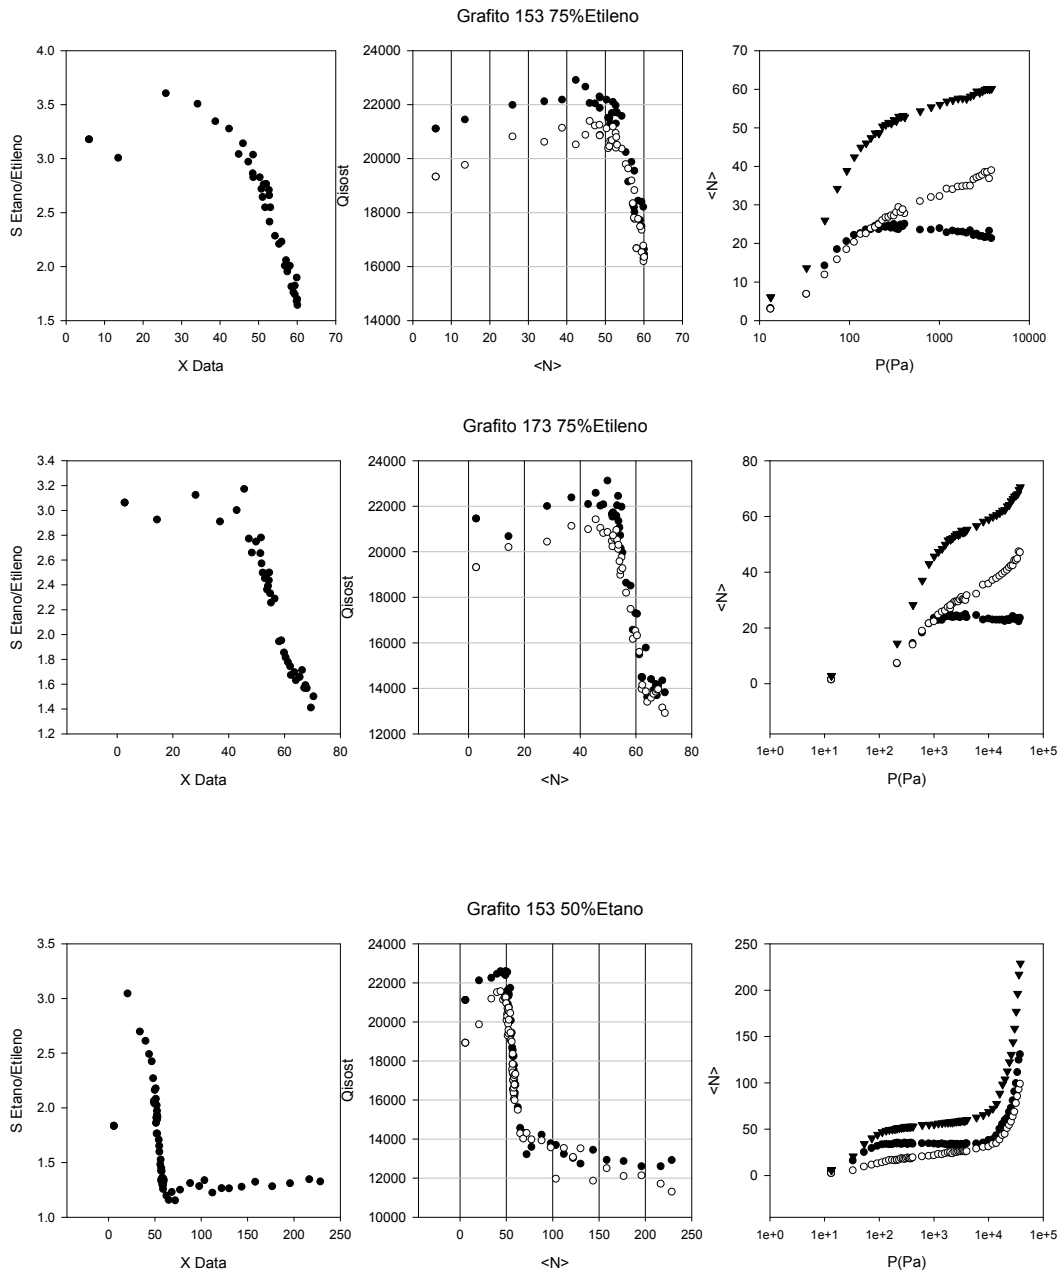 Grafito 153 75%Etileno
4.0
3.5
3.0
2.5
2.0
1.5
S Etano/Etileno
0 10 20 30 40 50 60 70
X Data
24000
22000
20000
18000
16000
14000
Qisost
0 10 20 30 40 50 60 70
<N>
70
60
50
40
30
20
10
0
<N>
10 100 1000 10000
P(Pa)
Grafito 173 75%Etileno
3.4
3.2
3.0
2.8
2.6
2.4
2.2
2.0
1.8
1.6
1.4
1.2
S Etano/Etileno
0 20 40 60 80
X Data
24000
22000
20000
18000
16000
14000
12000
Qisost
0 20 40 60 80
<N>
80
60
40
20
0
<N>
1e+0 1e+1 1e+2 1e+3 1e+4 1e+5
P(Pa)
Grafito 153 50%Etano
3.5
3.0
2.5
2.0
1.5
1.0
S Etano/Etileno
0 50 100 150 200 250
X Data
24000
22000
20000
18000
16000
14000
12000
10000
Qisost
0 50 100 150 200 250
<N>
250
200
150
100
50
0
<N>
1e+0 1e+1 1e+2 1e+3 1e+4 1e+5
P(Pa)